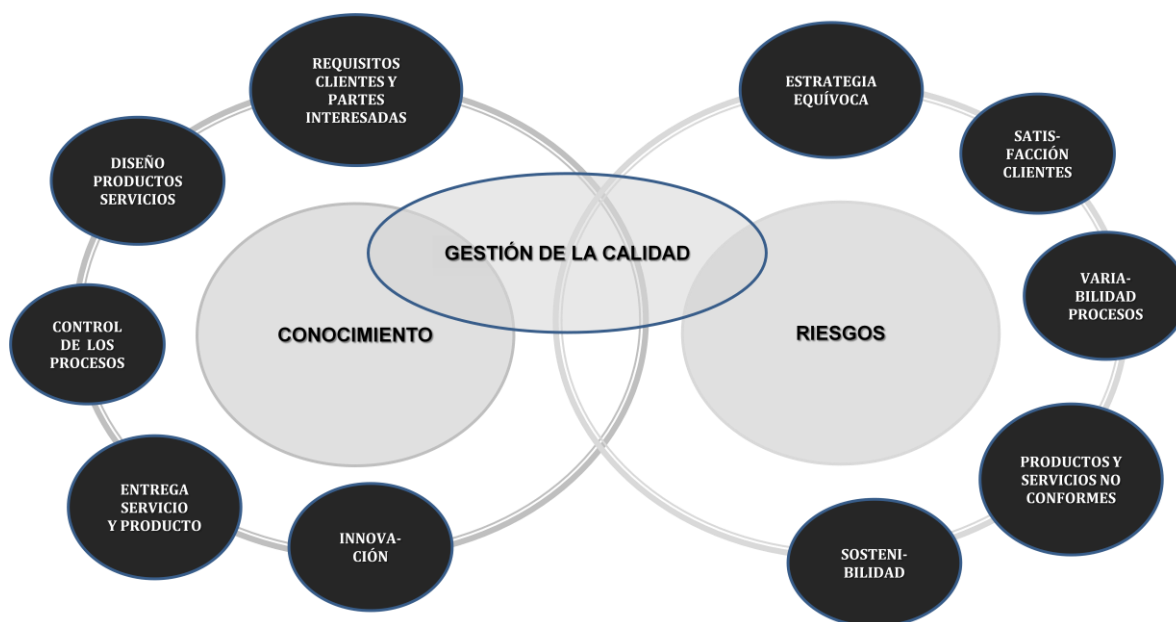 REQUISITOS
CLIENTES Y
PARTES
INTERESADAS
DISEÑO
PRODUCTOS
SERVICIOS
CONTROL
DE LOS
PROCESOS
ENTREGA
SERVICIO
Y PRODUCTO
INNOVA-
CIÓN
CONOCIMIENTO
GESTIÓN DE LA CALIDAD
RIESGOS
ESTRATEGIA
EQUÍVOCA
SATIS-
FACCIÓN
CLIENTES
VARIA-
BILIDAD
PROCESOS
PRODUCTOS Y
SERVICIOS NO
CONFORMES
SOSTENI-
BILIDAD